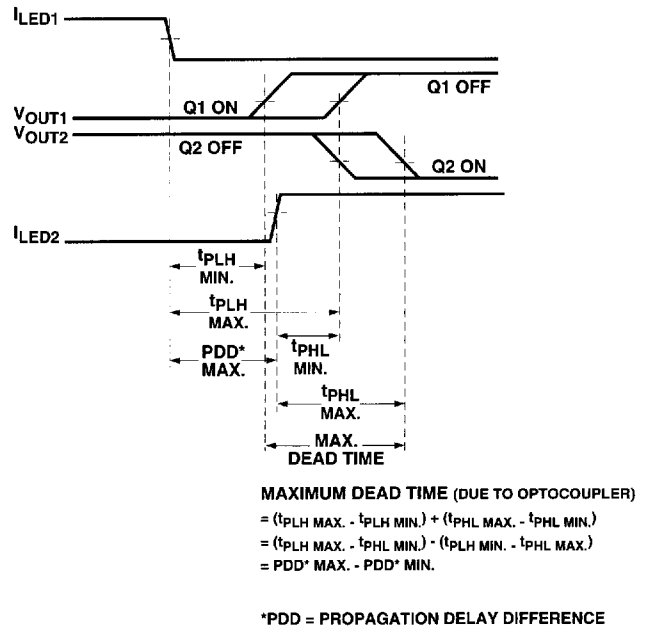 ILED1
VOUT1
Q1 ON
Q1 OFF
VOUT2
Q2 OFF
Q2 ON
ILED2
tPLH
MIN.
tPLH
MAX.
PDD*
MAX.
tPHL
MIN.
tPHL
MAX.
MAX.
DEAD TIME
MAXIMUM DEAD TIME (DUE TO OPTOCOUPLER)
= (tPLH MAX. - tPLH MIN.) + (tPHL MAX. - tPHL MIN.)
= (tPLH MAX. - tPHL MIN.) - (tPLH MIN. - tPHL MAX.)
= PDD* MAX. - PDD* MIN.
*PDD = PROPAGATION DELAY DIFFERENCE